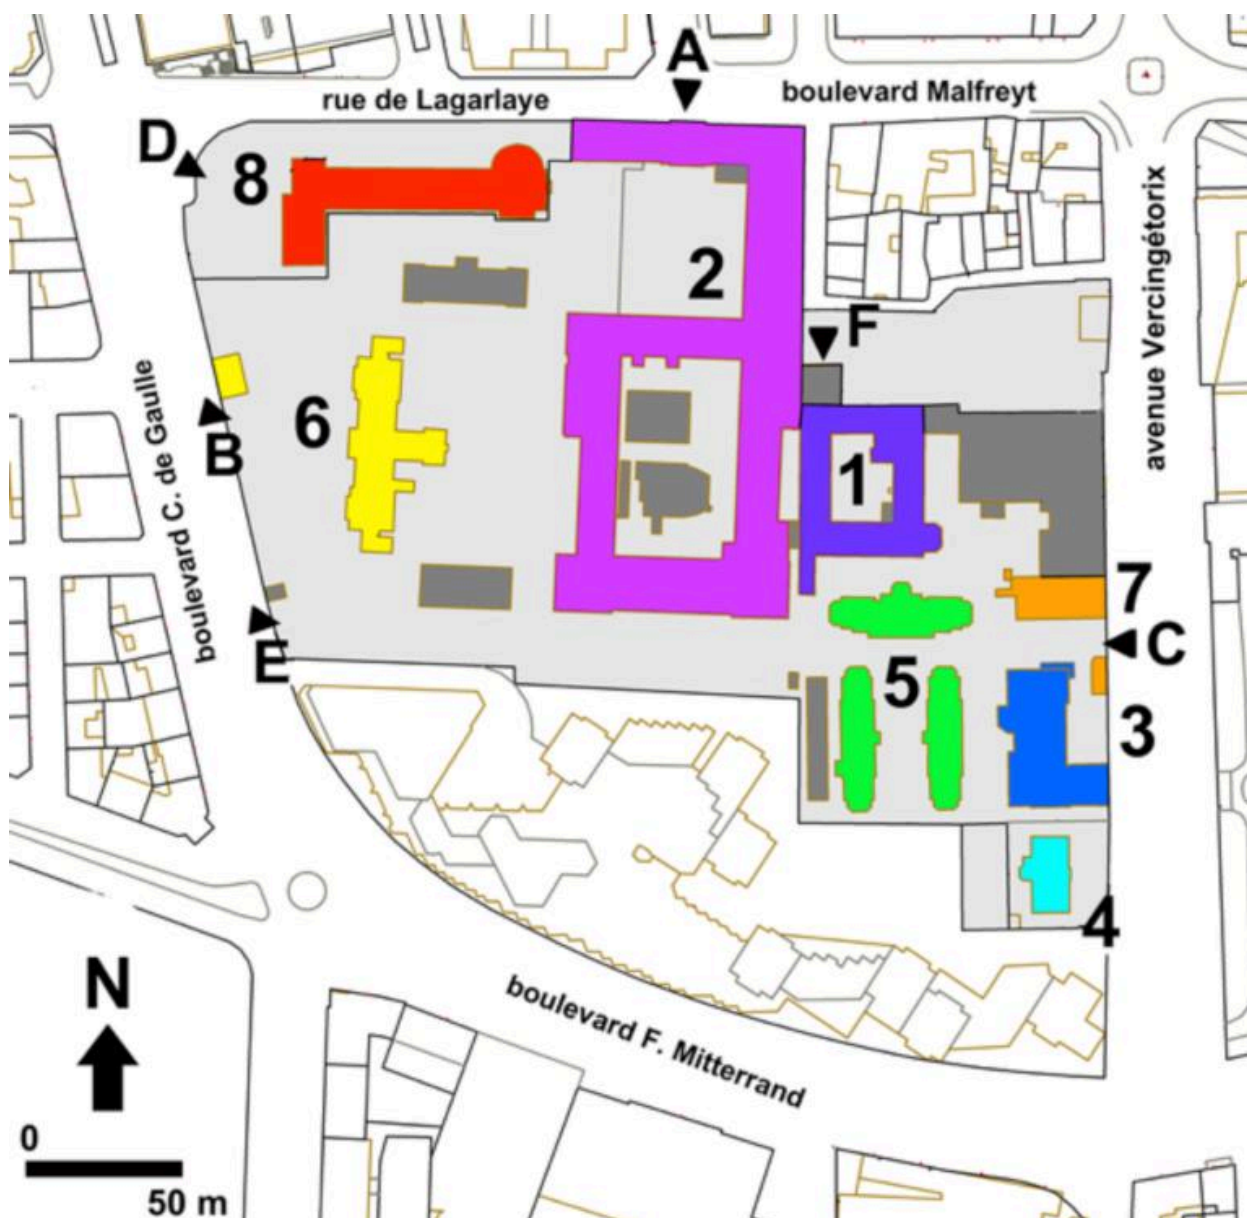 A
rue de Lagarlaye
boulevard Malfreyt
D
8
avenue Vercingétorix
2
F
boulevard C. de Gaulle
6
B
1
7
C
E
5
3
4
N
boulevard F. Mitterrand
0
50 m